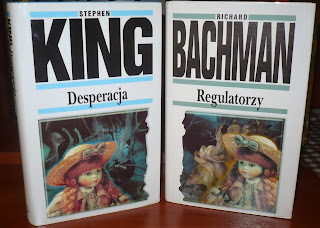 STEPHEN
KING
Desperacja
RICHARD
BACHMAN
Regulatorzy